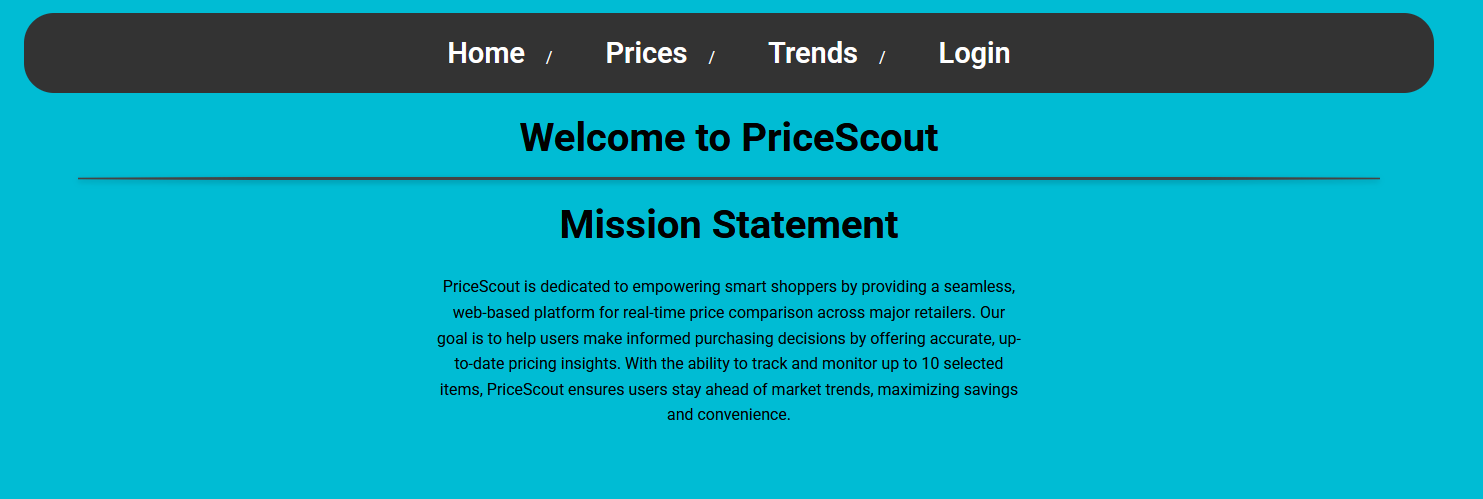 Home / Prices / Trends / Login
Welcome to PriceScout
Mission Statement
PriceScout is dedicated to empowering smart shoppers by providing a seamless,
web-based platform for real-time price comparison across major retailers. Our
goal is to help users make informed purchasing decisions by offering accurate, up-
to-date pricing insights. With the ability to track and monitor up to 10 selected
items, PriceScout ensures users stay ahead of market trends, maximizing savings
and convenience.